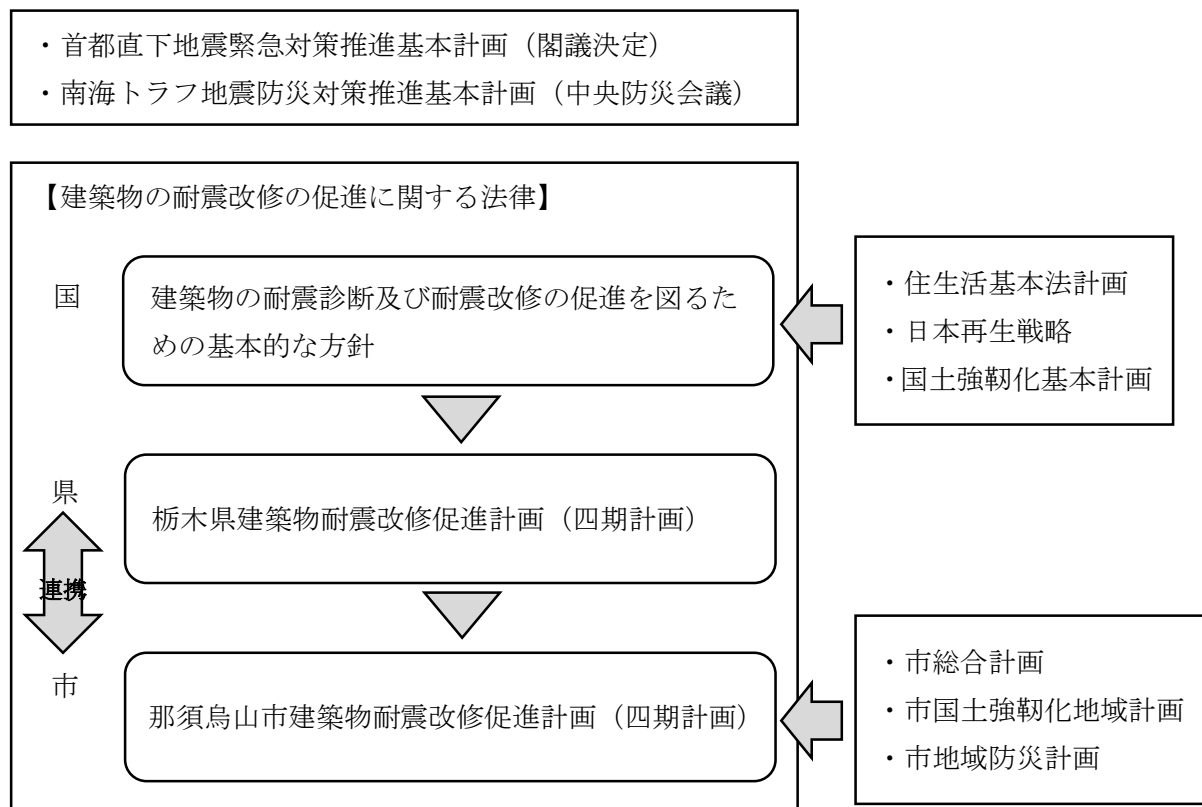 ・首都直下地震緊急対策推進基本計画（閣議決定）
・南海トラフ地震防災対策推進基本計画（中央防災会議）
【建築物の耐震改修の促進に関する法律】
国
建築物の耐震診断及び耐震改修の促進を図るた
めの基本的な方針
・住生活基本法計画
・日本再生戦略
・国土強靭化基本計画
県
栃木県建築物耐震改修促進計画（四期計画）
連携
市
那須烏山市建築物耐震改修促進計画（四期計画）
・市総合計画
・市国土強靭化地域計画
・市地域防災計画